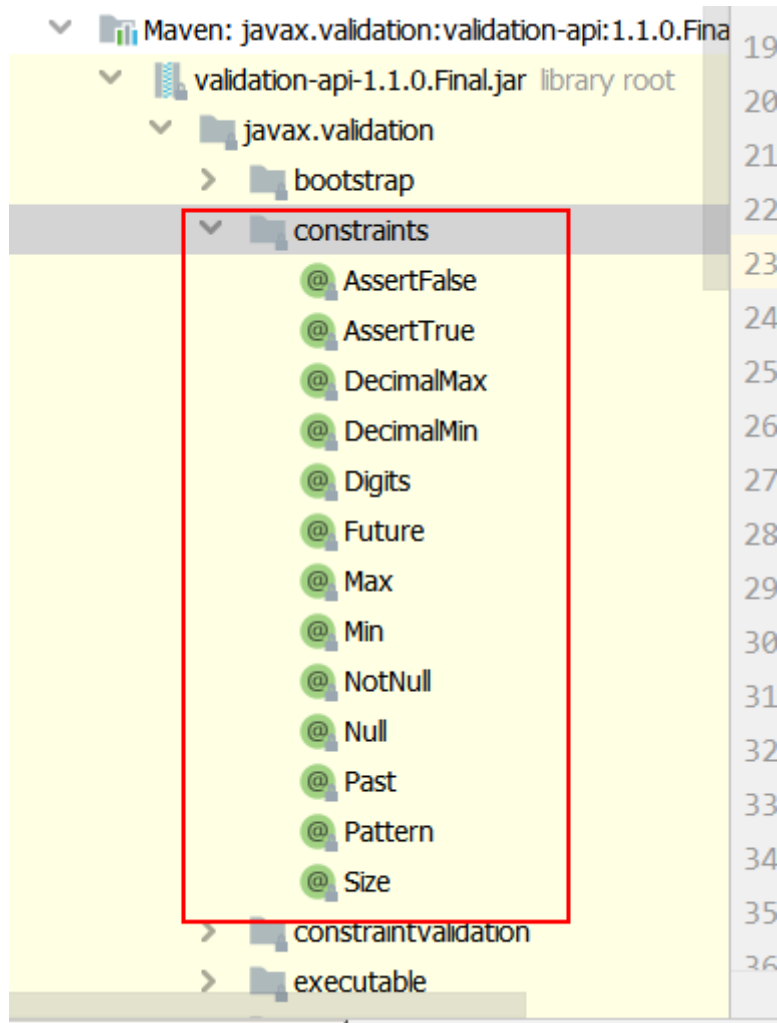 Maven: javax.validation:validation-api:1.1.0.Fina
validation-api-1.1.0.Final.jar library root
javax.validation
bootstrap
constraints
@ AssertFalse
@ AssertTrue
@ DecimalMax
@ DecimalMin
@ Digits
@ Future
@ Max
@ Min
@ NotNull
@ Null
@ Past
@ Pattern
@ Size
constraintvalidation
executable
19
20
21
22
23
24
25
26
27
28
29
30
31
32
33
34
35
36